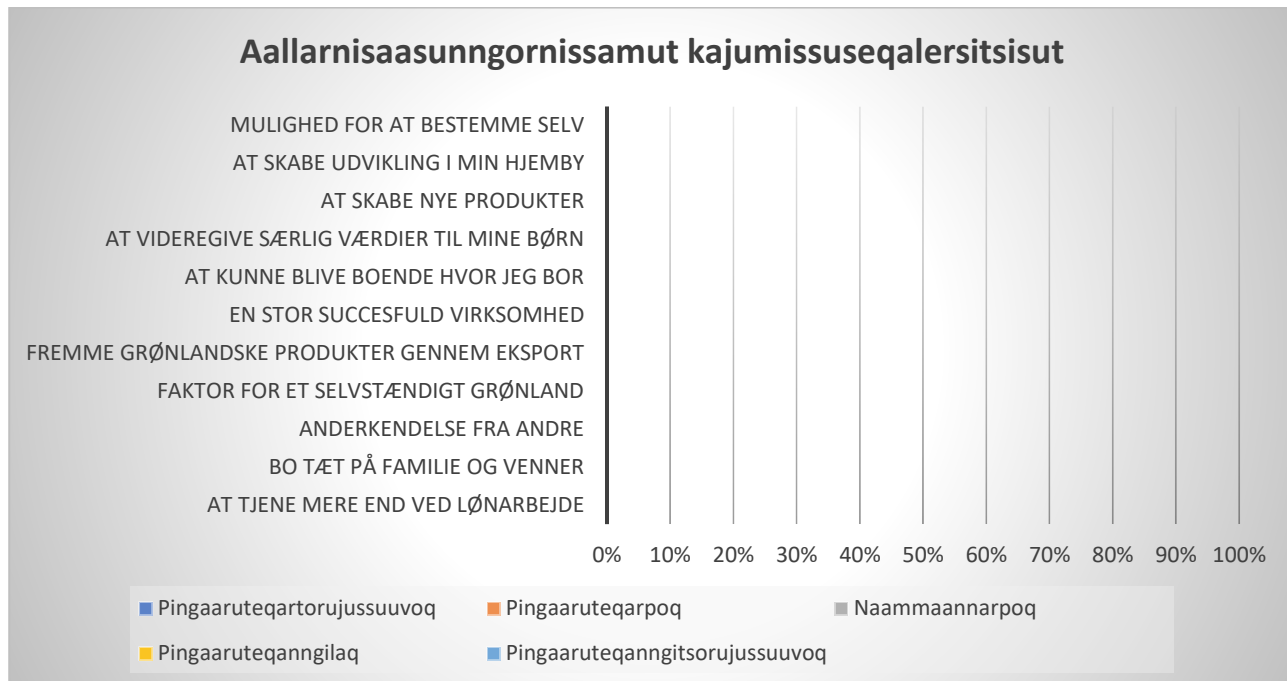 Aallarnisaasunngornissamut kajumissuseqalersitsisut
MULIGHED FOR AT BESTEMME SELV
AT SKABE UDVIKLING I MIN HJEMBY
AT SKABE NYE PRODUKTER
AT VIDEREGIVE SÆRLIG VÆRDIER TIL MINE BØRN
AT KUNNE BLIVE BOENDE HVOR JEG BOR
EN STOR SUCCESFULD VIRKSOMHED
FREMME GRØNLANDSKE PRODUKTER GENNEM EKSPORT
FAKTOR FOR ET SELVSTÆNDIGT GRØNLAND
ANDERKENDELSE FRA ANDRE
BO TÆT PÅ FAMILIE OG VENNER
AT TJENE MERE END VED LØNARBEJDE
0% 10% 20% 30% 40% 50% 60% 70% 80% 90% 100%
Pingaaruteqartorujussuuvoq Pingaaruteqarpoq Naammaannarpoq
Pingaaruteqanngilaq Pingaaruteqanngitsorujussuuvoq